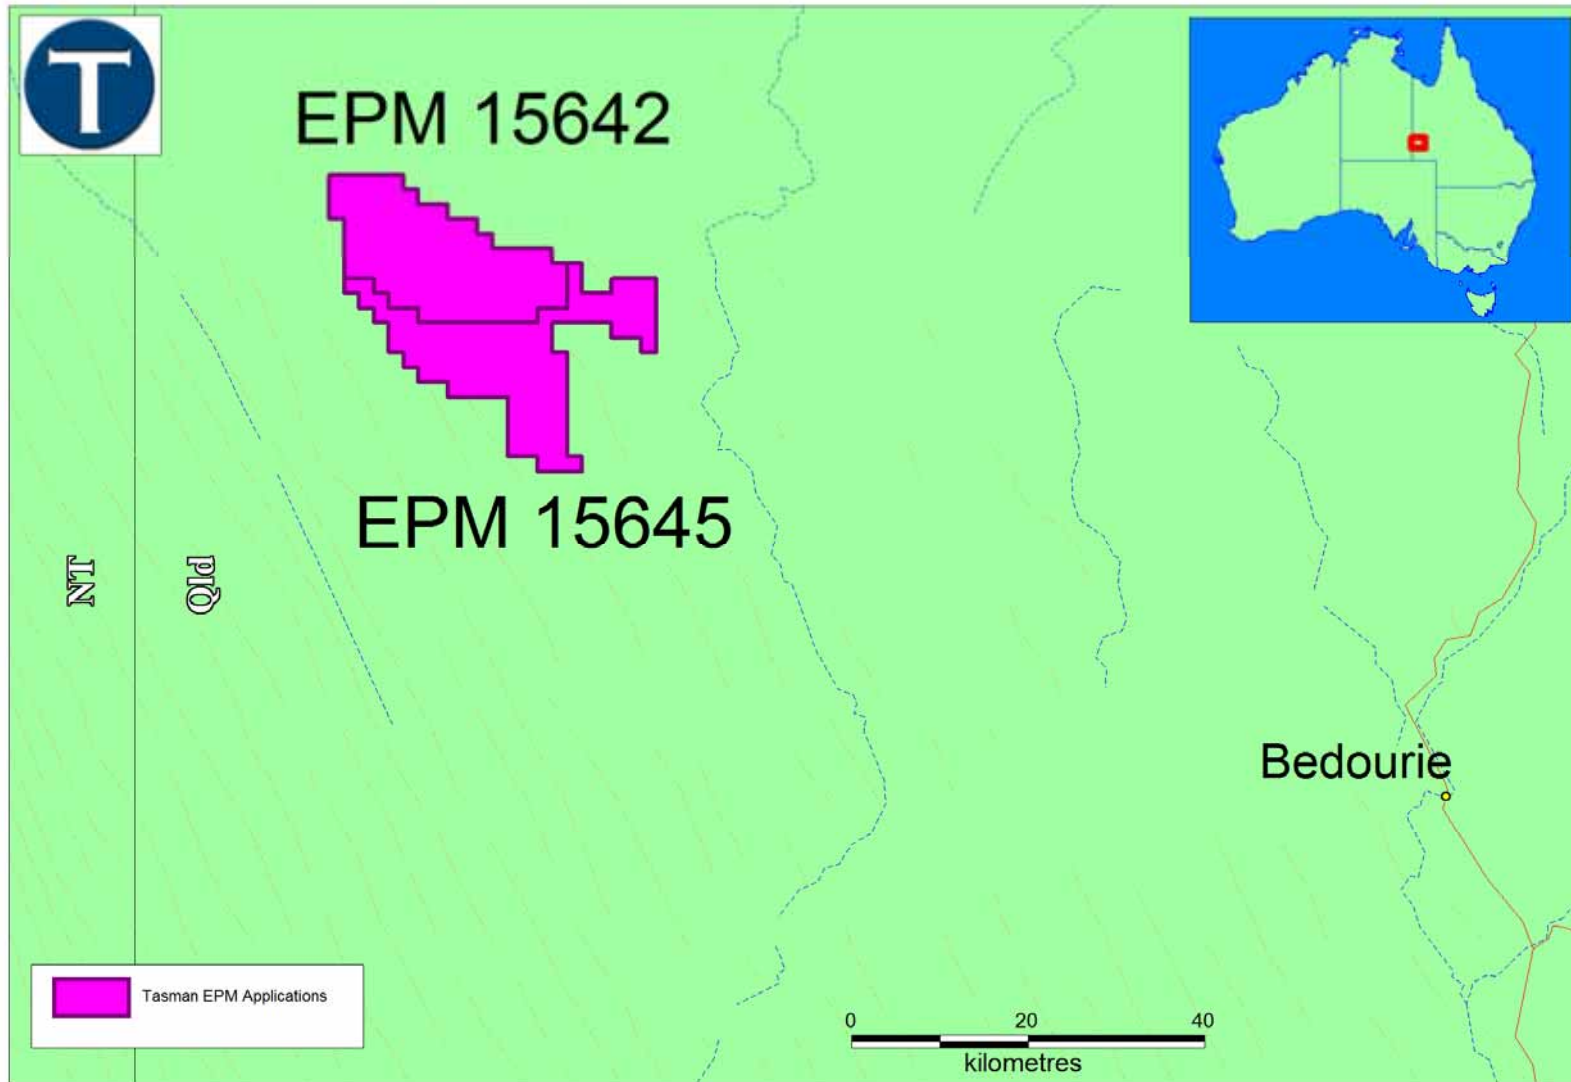 T
EPM 15642
EPM 15645
NT
Qld
Bedourie
Tasman EPM Applications
0 20 40
kilometres